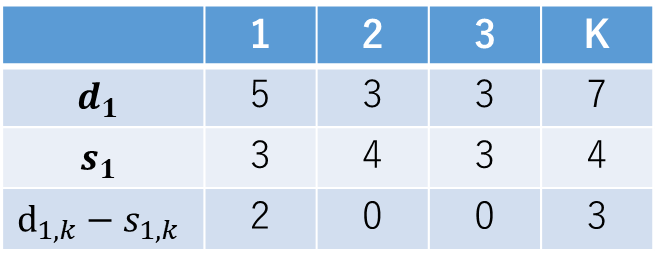 1 2 3 K
d₁ 5 3 3 7
s₁ 3 4 3 4
d₁,ₖ − s₁,ₖ 2 0 0 3